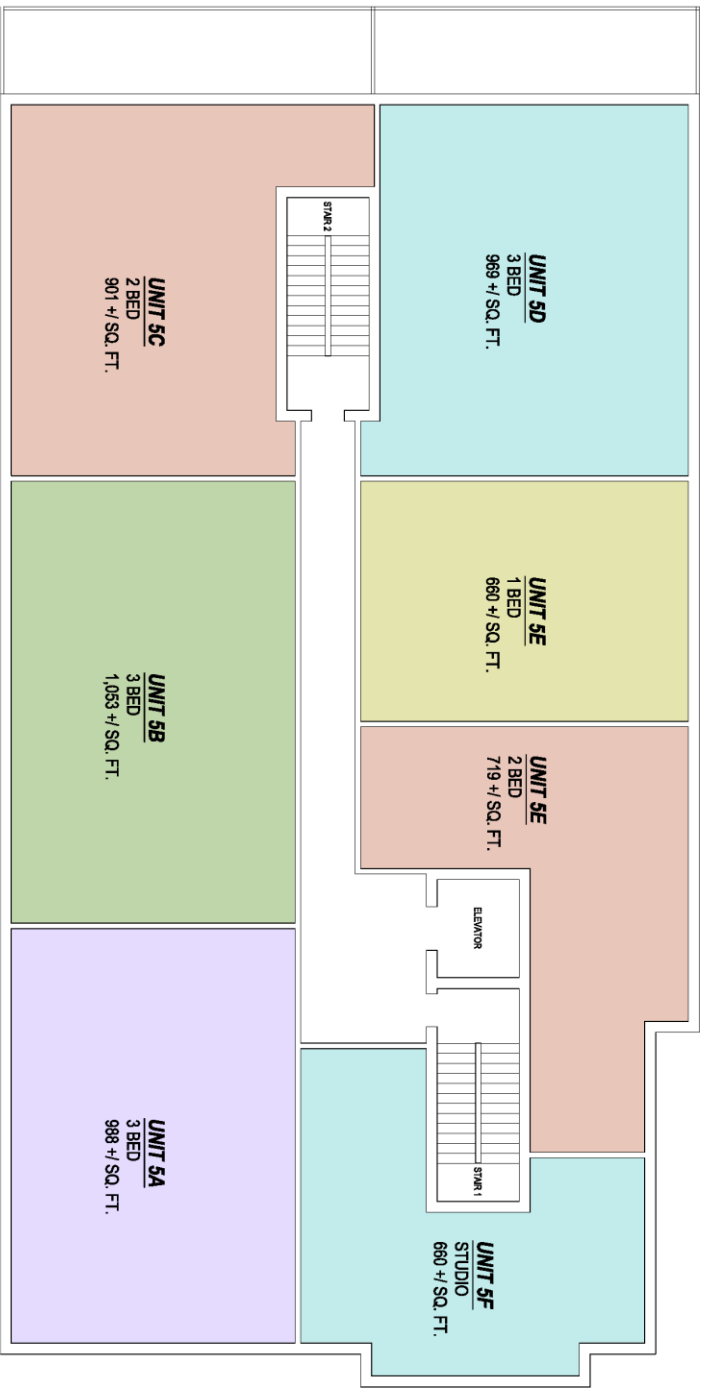 UNIT 5D
3 BED
969 +/ SQ. FT.
UNIT 5E
1 BED
660 +/ SQ. FT.
UNIT 5E
2 BED
719 +/ SQ. FT.
ELEVATOR
STAIR 1
UNIT 5F
STUDIO
660 +/ SQ. FT.
STAIR 2
UNIT 5C
2 BED
901 +/ SQ. FT.
UNIT 5B
3 BED
1,053 +/ SQ. FT.
UNIT 5A
3 BED
988 +/ SQ. FT.